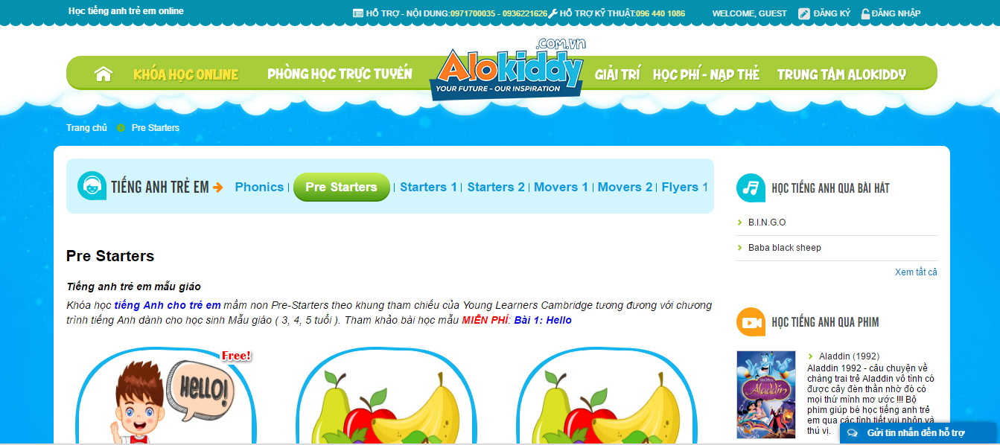 Học tiếng anh trẻ em online
HỖ TRỢ - NỘI DUNG:0971700035 - 0936221626 HỖ TRỢ KỸ THUẬT:096 440 1086
WELCOME, GUEST ĐĂNG KÝ ĐĂNG NHẬP
KHÓA HỌC ONLINE PHÒNG HỌC TRỰC TUYẾN
.COM.VN
Alokiddy
YOUR FUTURE - OUR INSPIRATION
GIẢI TRÍ HỌC PHÍ - NẠP THẺ TRUNG TÂM ALOKIDDY
Trang chủ Pre Starters
TIẾNG ANH TRẺ EM Phonics | Pre Starters | Starters 1 | Starters 2 | Movers 1 | Movers 2 | Flyers 1
Pre Starters
Tiếng anh trẻ em mẫu giáo
Khóa học tiếng Anh cho trẻ em mầm non Pre-Starters theo khung tham chiếu của Young Learners Cambridge tương đương với chương
trình tiếng Anh dành cho học sinh Mẫu giáo ( 3, 4, 5 tuổi ). Tham khảo bài học mẫu MIỄN PHÍ: Bài 1: Hello
Free!
HELLO!
HỌC TIẾNG ANH QUA BÀI HÁT
B.I.N.G.O
Baba black sheep
Xem tất cả
HỌC TIẾNG ANH QUA PHIM
Aladdin
Aladdin (1992)
Aladdin 1992 - câu chuyện về
chàng trai trẻ Aladdin vô tình có
được cây đèn thần nhờ đó có
mọi thứ mình mơ ước !!! Bộ
phim giúp bé học tiếng anh trẻ
em qua các tình tiết vui nhộn và
thú vị.
Gửi tin nhắn đến hỗ trợ